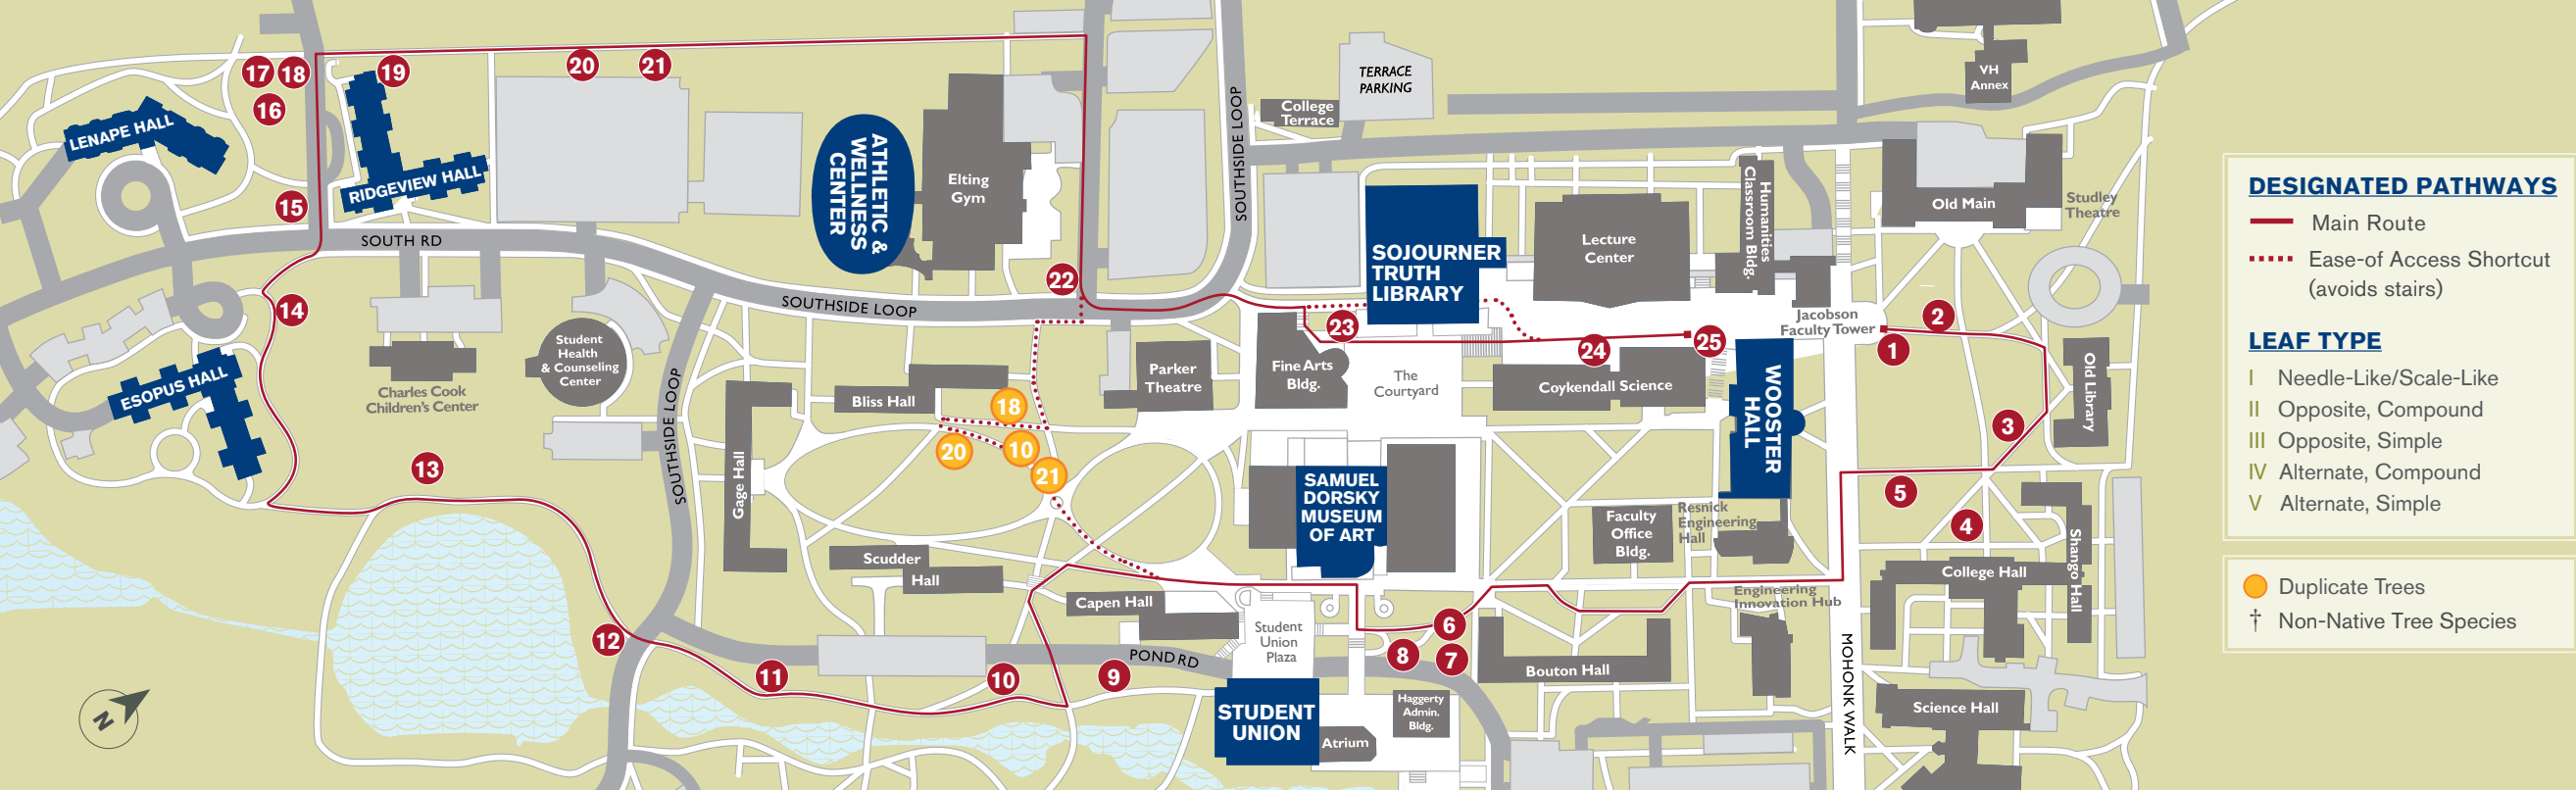 17
18
19
20
21
16
LENAPE HALL
RIDGEVIEW HALL
15
SOUTH RD
14
ESOPUS HALL
Charles Cook
Children's Center
Student
Health
& Counseling
Center
13
12
N
ATHLETIC &
WELLNESS
CENTER
Elting
Gym
22
SOUTHSIDE LOOP
SOUTHSIDE LOOP
SOUTHSIDE LOOP
Bliss Hall
Gage Hall
18
20
10
21
Parker
Theatre
Scudder
Hall
Capen Hall
POND RD
11
10
9
Student
Union
Plaza
STUDENT
UNION
Atrium
Haggerty
Admin.
Bldg.
8
7
6
Bouton Hall
College
Terrace
TERRACE
PARKING
SOJOURNER
TRUTH
LIBRARY
Lecture
Center
Humanities
Classroom Bldg.
23
Fine Arts
Bldg.
The
Courtyard
24
25
Coykendall Science
Jacobson
Faculty Tower
WOOSTER
HALL
SAMUEL
DORSKY
MUSEUM
OF ART
Faculty
Office
Bldg.
Resnick
Engineering
Hall
Engineering
Innovation Hub
MOHONK WALK
VH
Annex
Old Main
Studley
Theatre
1
2
3
Old Library
5
4
College Hall
Shango Hall
Science Hall
DESIGNATED PATHWAYS
Main Route
Ease-of Access Shortcut
(avoids stairs)
LEAF TYPE
I Needle-Like/Scale-Like
II Opposite, Compound
III Opposite, Simple
IV Alternate, Compound
V Alternate, Simple
Duplicate Trees
† Non-Native Tree Species